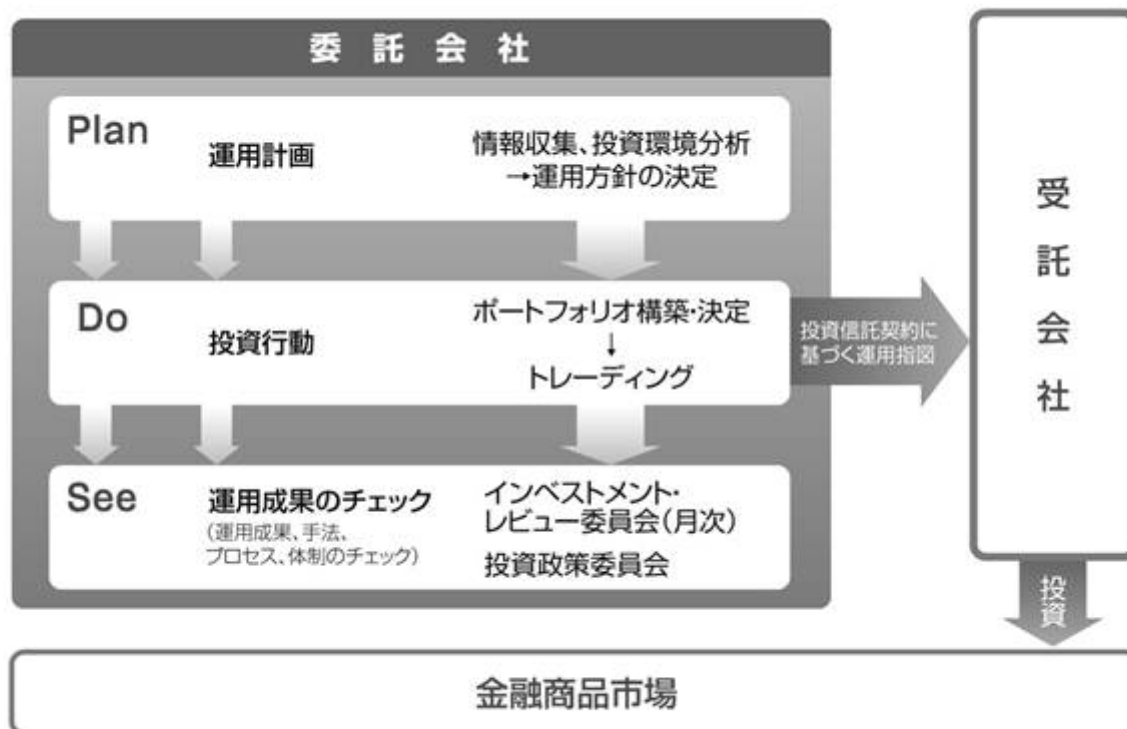 委託会社
Plan
運用計画
情報収集、投資環境分析
→運用方針の決定
Do
投資行動
ポートフォリオ構築・決定
↓
トレーディング
投資信託契約に
基づく運用指図
See
運用成果のチェック
(運用成果、手法、
プロセス、体制のチェック)
インベストメント・
レビュー委員会(月次)
投資政策委員会
受託会社
投資
金融商品市場